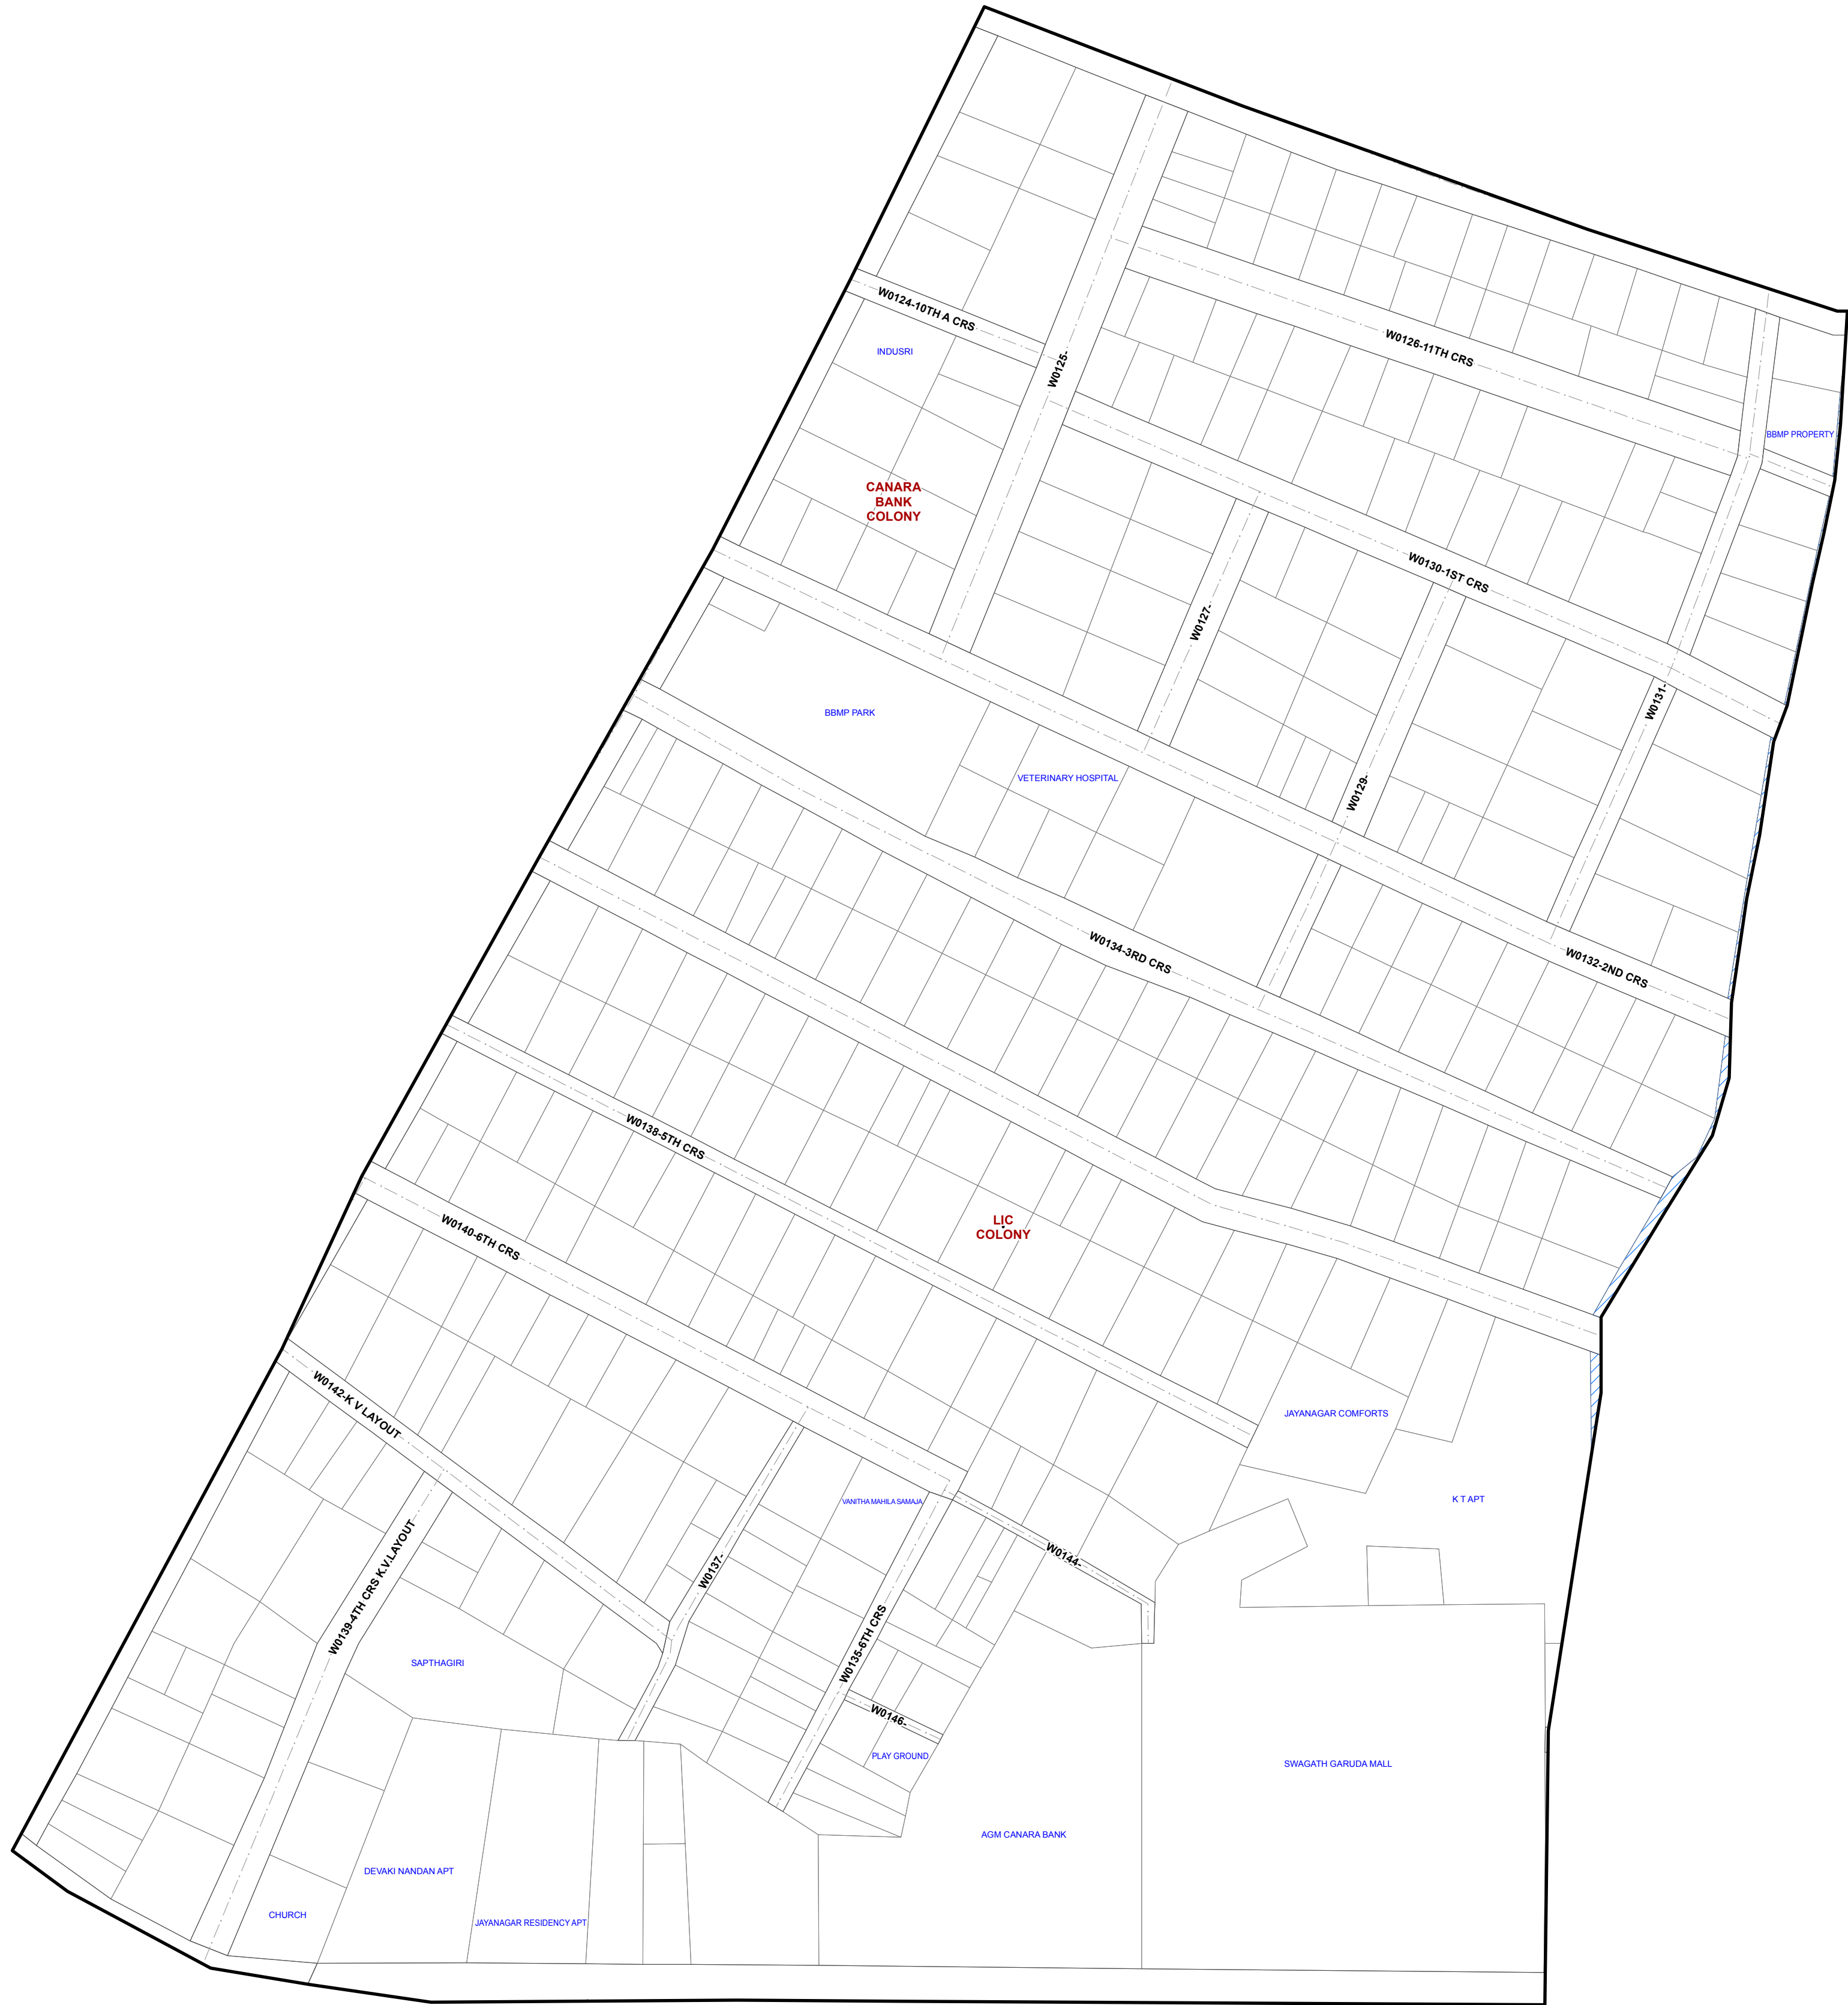 W0124-10TH A CRS
INDUSRI
W0125-
W0126-11TH CRS
BBMP PROPERTY
CANARA
BANK
COLONY
W0130-1ST CRS
W0127-
W0131-
BBMP PARK
VETERINARY HOSPITAL
W0129-
W0134-3RD CRS
W0132-2ND CRS
W0138-5TH CRS
LIC
COLONY
W0140-6TH CRS
W0142-K V LAYOUT
JAYANAGAR COMFORTS
K T APT
VANITHA MAHILA SAMAJA
W0144-
W0137-
W0139-4TH CRS K.V.LAYOUT
W0135-6TH CRS
SAPTHAGIRI
W0146-
PLAY GROUND
SWAGATH GARUDA MALL
AGM CANARA BANK
DEVAKI NANDAN APT
CHURCH
JAYANAGAR RESIDENCY APT